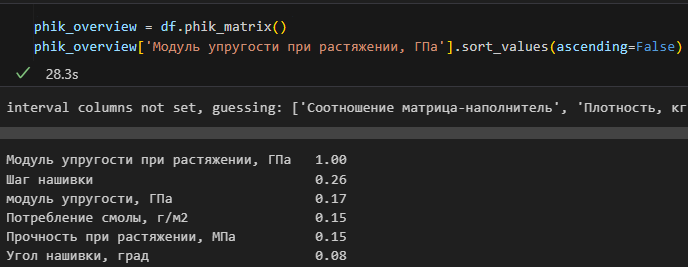 phik_overview = df.phik_matrix()
phik_overview['Модуль упругости при растяжении, ГПа'].sort_values(ascending=False)
28.3s
interval columns not set, guessing: ['Соотношение матрица-наполнитель', 'Плотность, кг
Модуль упругости при растяжении, ГПа 1.00
Шаг нашивки 0.26
модуль упругости, ГПа 0.17
Потребление смолы, г/м2 0.15
Прочность при растяжении, МПа 0.15
Угол нашивки, град 0.08